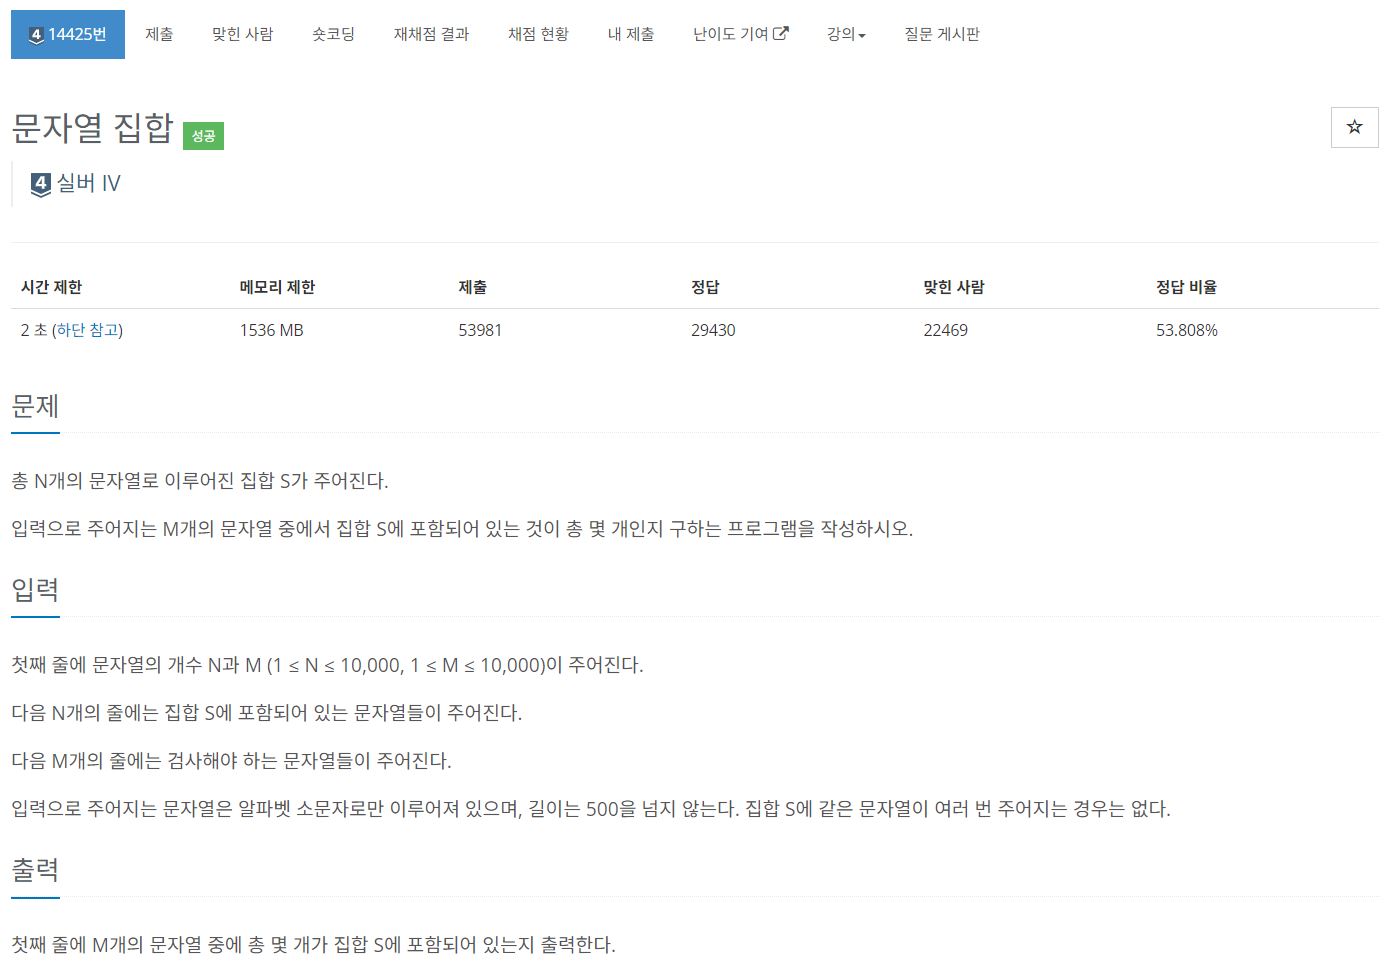 4 14425번 제출 맞힌 사람 숏코딩 재채점 결과 채점 현황 내 제출 난이도 기여 강의 질문 게시판
문자열 집합 성공
4 실버 IV
시간 제한 메모리 제한 제출 정답 맞힌 사람 정답 비율
2 초 (하단 참고) 1536 MB 53981 29430 22469 53.808%
문제
총 N개의 문자열로 이루어진 집합 S가 주어진다.
입력으로 주어지는 M개의 문자열 중에서 집합 S에 포함되어 있는 것이 총 몇 개인지 구하는 프로그램을 작성하시오.
입력
첫째 줄에 문자열의 개수 N과 M (1 ≤ N ≤ 10,000, 1 ≤ M ≤ 10,000)이 주어진다.
다음 N개의 줄에는 집합 S에 포함되어 있는 문자열들이 주어진다.
다음 M개의 줄에는 검사해야 하는 문자열들이 주어진다.
입력으로 주어지는 문자열은 알파벳 소문자로만 이루어져 있으며, 길이는 500을 넘지 않는다. 집합 S에 같은 문자열이 여러 번 주어지는 경우는 없다.
출력
첫째 줄에 M개의 문자열 중에 총 몇 개가 집합 S에 포함되어 있는지 출력한다.